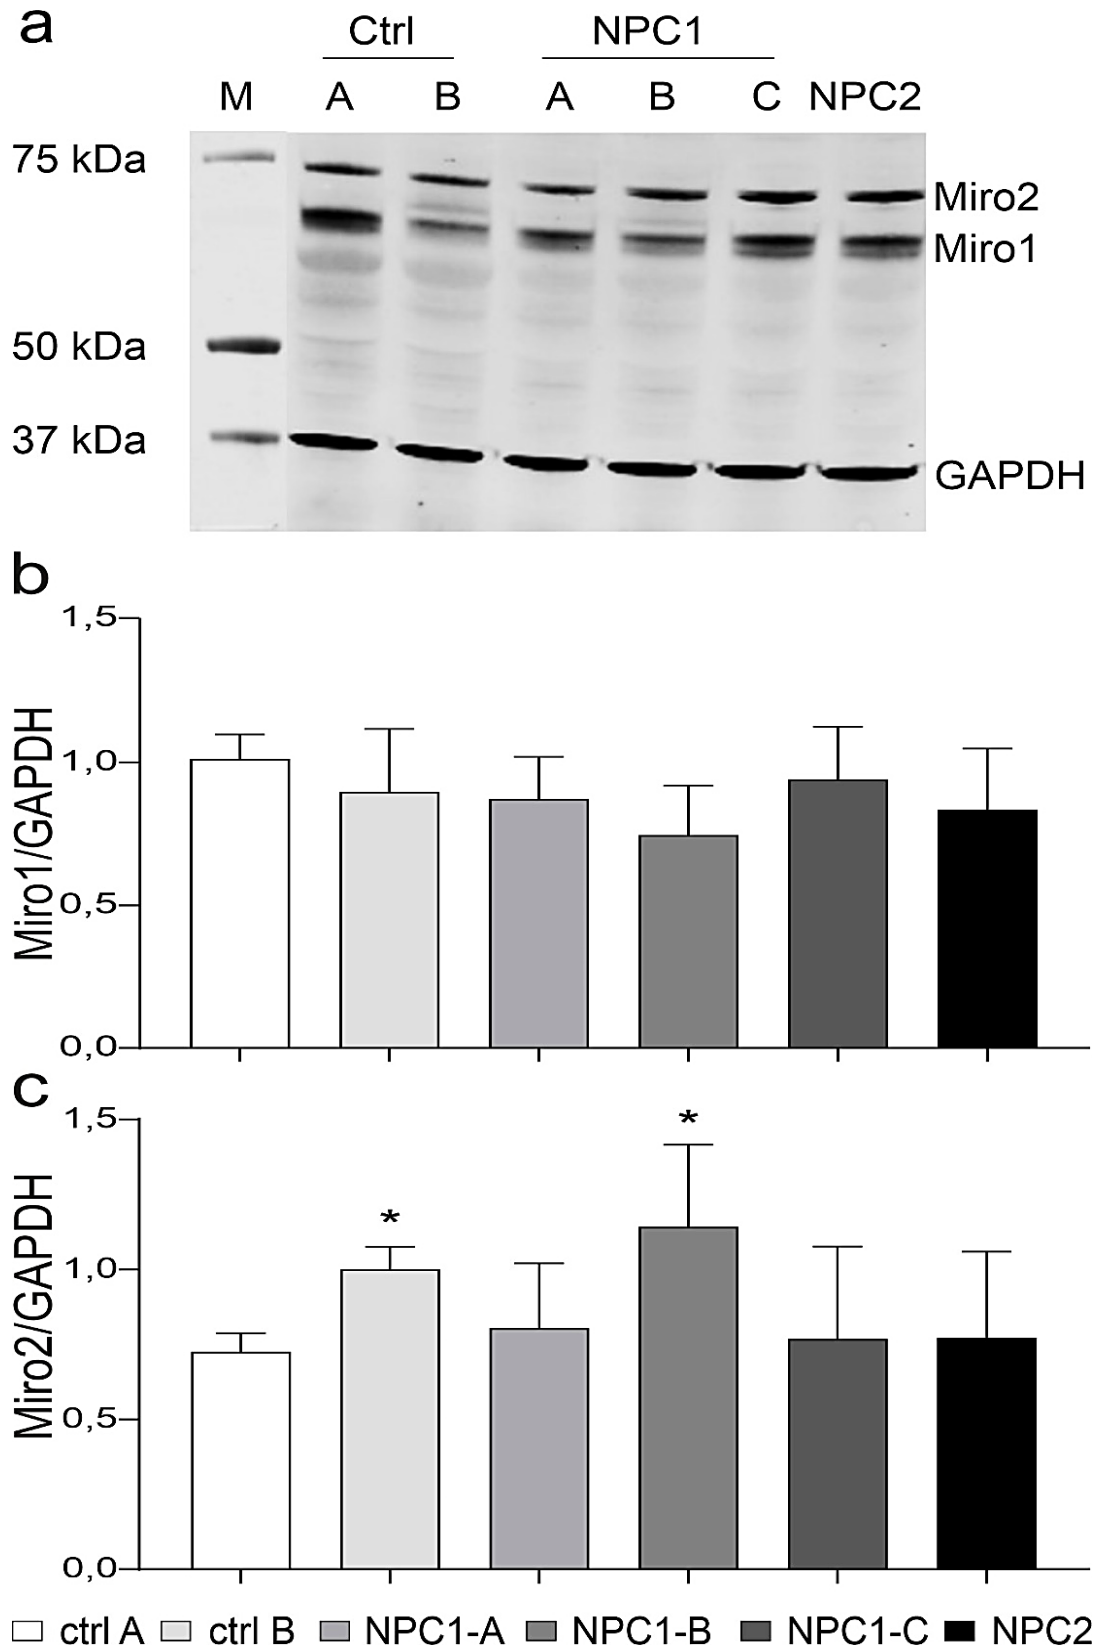 a
Ctrl NPC1
M A B A B C NPC2
75 kDa
Miro2
Miro1
50 kDa
37 kDa
GAPDH
b
1,5
1,0
0,5
0,0
Miro1/GAPDH
c
1,5
1,0
0,5
0,0
Miro2/GAPDH
*
*
ctrl A ctrl B NPC1-A NPC1-B NPC1-C NPC2